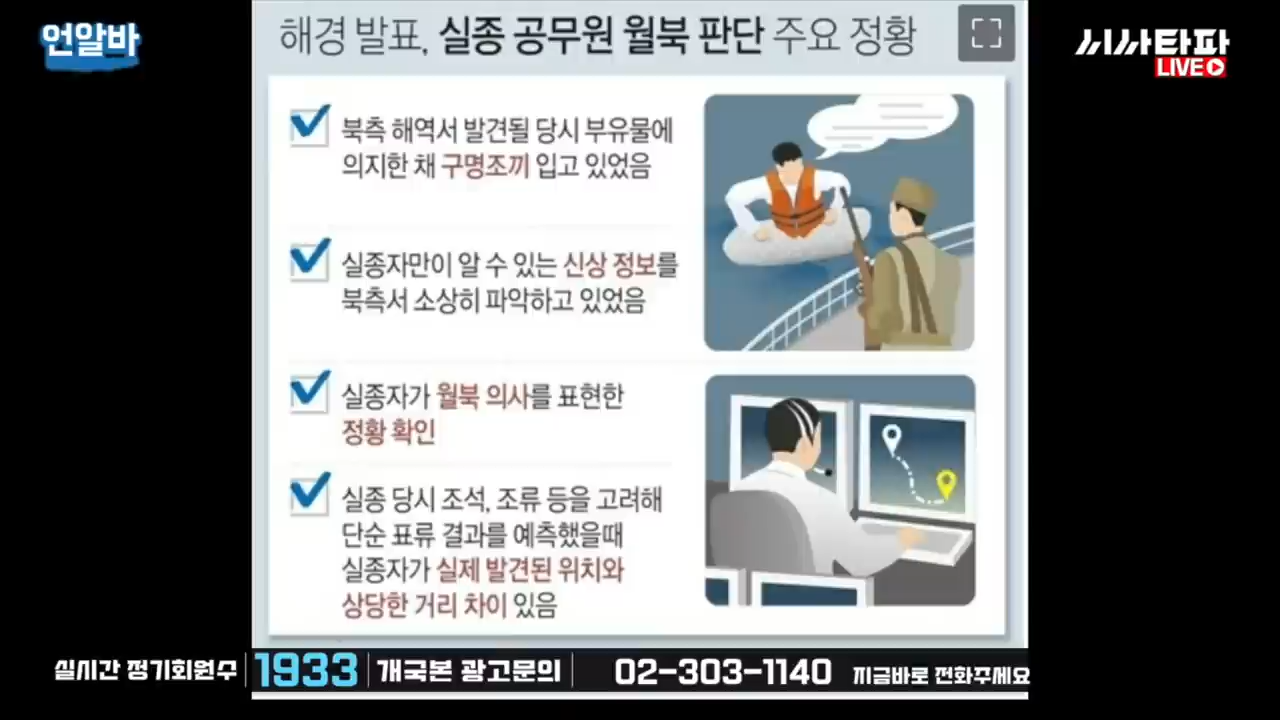 언알바
해경 발표, 실종 공무원 월북 판단 주요 정황
시사타파
LIVE
북측 해역서 발견될 당시 부유물에
의지한 채 구명조끼 입고 있었음
실종자만이 알 수 있는 신상 정보를
북측서 소상히 파악하고 있었음
실종자가 월북 의사를 표현한
정황 확인
실종 당시 조석, 조류 등을 고려해
단순 표류 결과를 예측했을때
실종자가 실제 발견된 위치와
상당한 거리 차이 있음
실시간 정기회원수 1933 개국본 광고문의 02-303-1140 지금바로 전화주세요